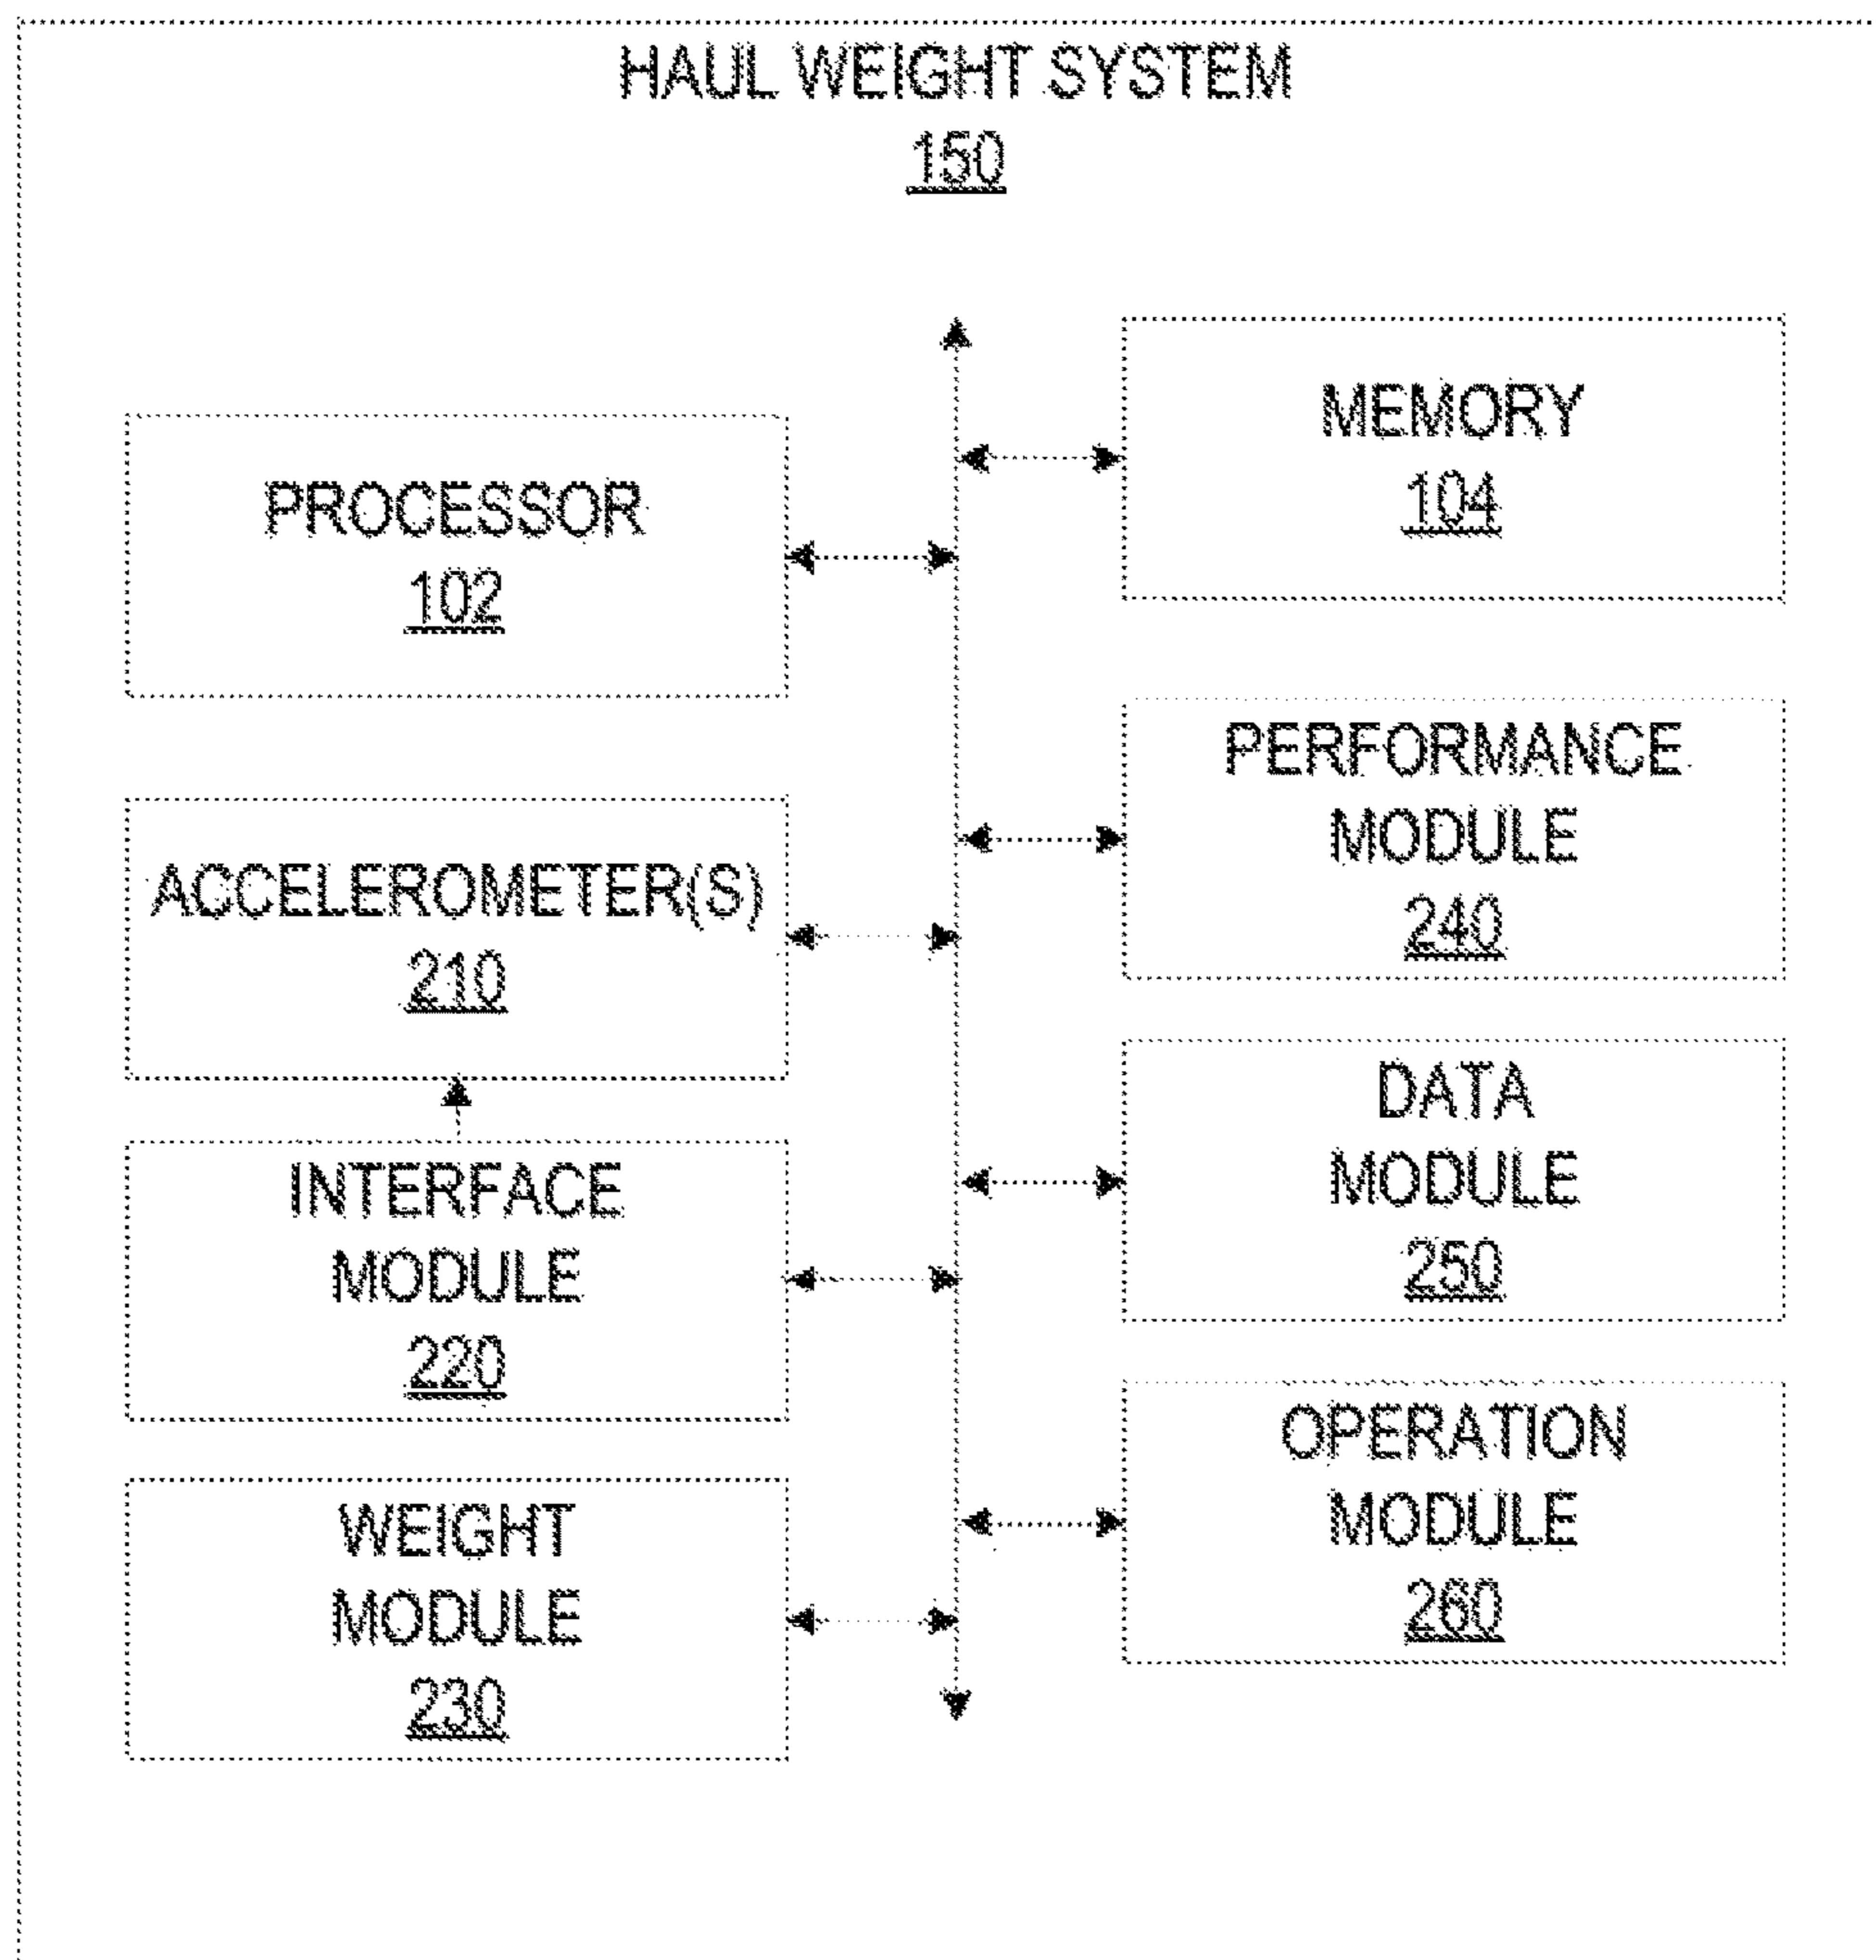 HAUL WEIGHT SYSTEM
150
PROCESSOR
102
ACCELEROMETER(S)
210
INTERFACE
MODULE
220
WEIGHT
MODULE
230
MEMORY
104
PERFORMANCE
MODULE
240
DATA
MODULE
250
OPERATION
MODULE
260